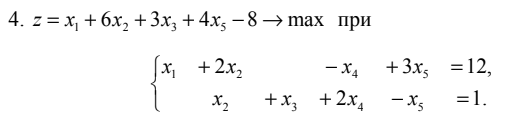 4. z = x₁ + 6x₂ + 3x₃ + 4x₅ − 8 → max при
{ x₁ + 2x₂ − x₄ + 3x₅ = 12,
x₂ + x₃ + 2x₄ − x₅ = 1.